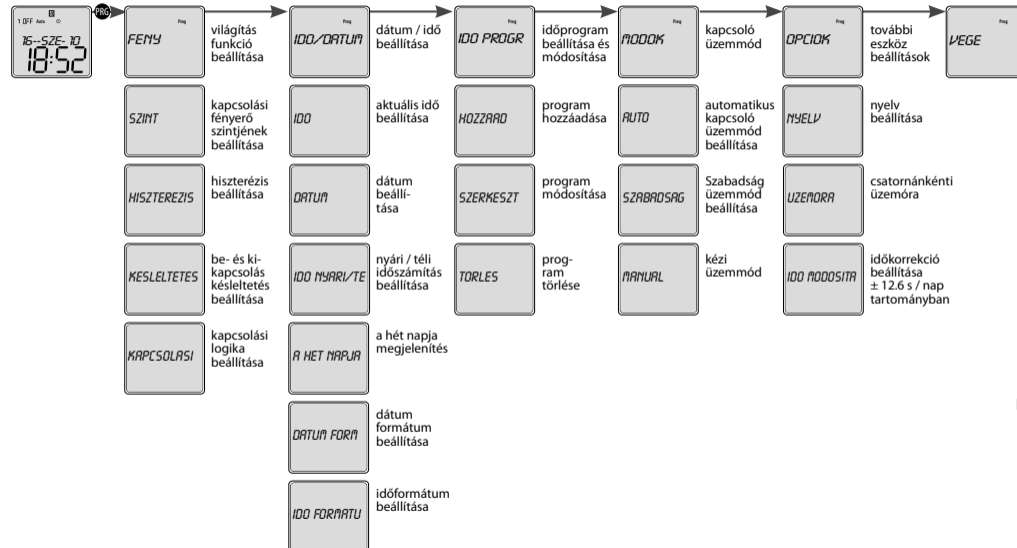 1 OFF Auto
16--SZE-10
18:52
PRG
Prog
FENY
világítás
funkció
beállítása
Prog
IDO/DATUM
dátum / idő
beállítása
Prog
IDO PROGR
időprogram
beállítása és
módosítása
Prog
MODOK
kapcsoló
üzemmód
Prog
OPCIOK
további
eszköz
beállítások
Prog
VEGE
SZINT
kapcsolási
fényerő
szintjének
beállítása
IDO
aktuális idő
beállítása
HOZZAAD
program
hozzáadása
AUTO
automatikus
kapcsoló
üzemmód
beállítása
NYELV
nyelv
beállítása
HISZTEREZIS
hiszterézis
beállítása
DATUM
dátum
beállí-
tása
SZERKESZT
program
módosítása
SZABADSAG
Szabadság
üzemmód
beállítása
UZEMORA
csatornánkénti
üzemóra
KESLELTETES
be- és ki-
kapcsolás
késleltetés
beállítása
IDO NYARI/TE
nyári / téli
időszámítás
beállítása
TORLES
prog-
ram
törlése
MANUAL
kézi
üzemmód
IDO MODOSITA
időkorrekció
beállítása
± 12.6 s / nap
tartományban
KAPCSOLASI
kapcsolási
logika
beállítása
A HET NAPJA
a hét napja
megjelenítés
DATUM FORM
dátum
formátum
beállítása
IDO FORMATU
időformátum
beállítása